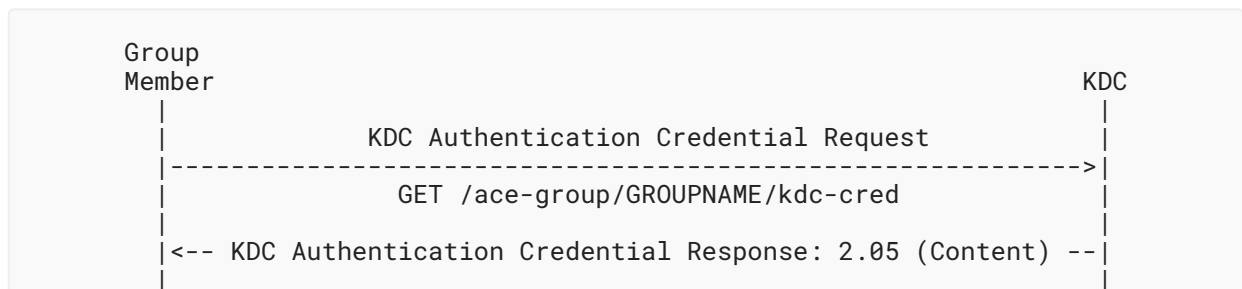 Group
Member KDC
KDC Authentication Credential Request
|------------------------------------------------------------->|
GET /ace-group/GROUPNAME/kdc-cred
|<-- KDC Authentication Credential Response: 2.05 (Content) --|